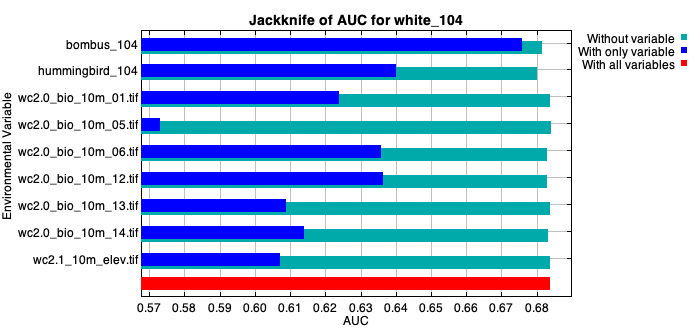 Jackknife of AUC for white_104
Without variable
With only variable
With all variables
Environmental Variable
bombus_104
hummingbird_104
wc2.0_bio_10m_01.tif
wc2.0_bio_10m_05.tif
wc2.0_bio_10m_06.tif
wc2.0_bio_10m_12.tif
wc2.0_bio_10m_13.tif
wc2.0_bio_10m_14.tif
wc2.1_10m_elev.tif
0.57 0.58 0.59 0.60 0.61 0.62 0.63 0.64 0.65 0.66 0.67 0.68
AUC